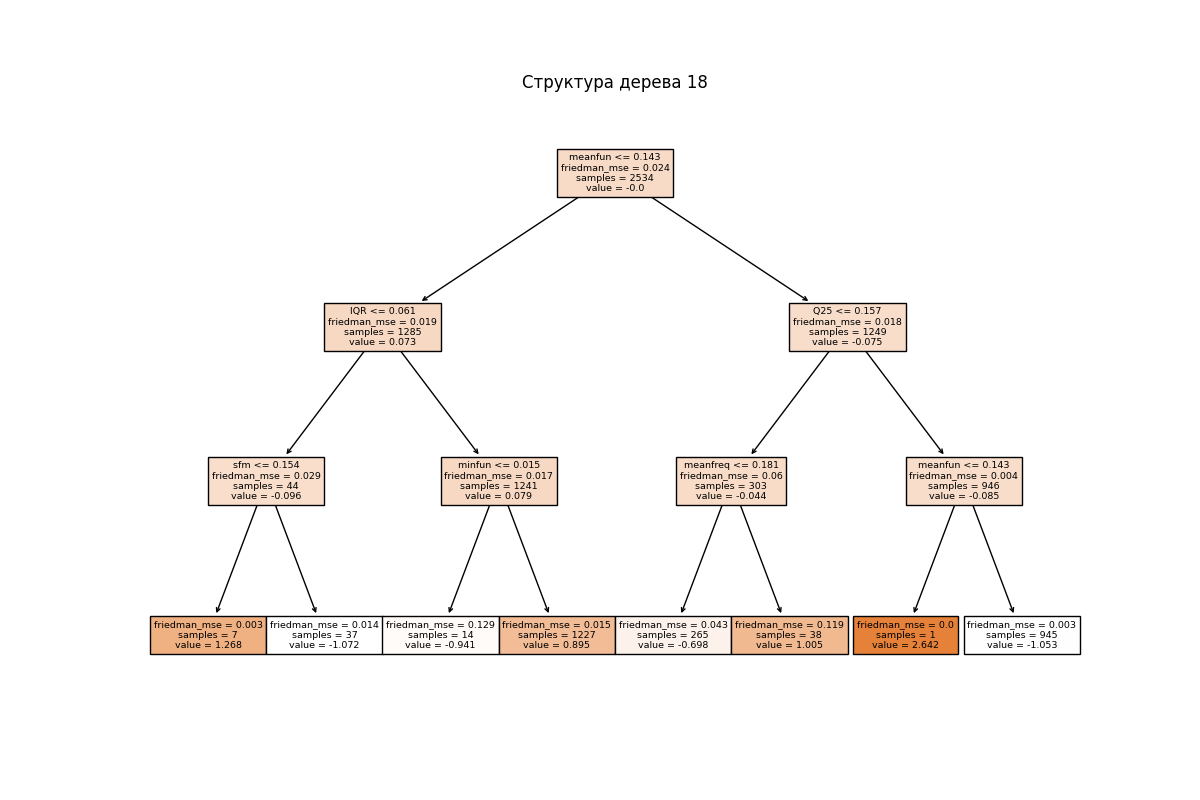 Структура дерева 18
meanfun <= 0.143
friedman_mse = 0.024
samples = 2534
value = -0.0
IQR <= 0.061
friedman_mse = 0.019
samples = 1285
value = 0.073
Q25 <= 0.157
friedman_mse = 0.018
samples = 1249
value = -0.075
sfm <= 0.154
friedman_mse = 0.029
samples = 44
value = -0.096
minfun <= 0.015
friedman_mse = 0.017
samples = 1241
value = 0.079
meanfreq <= 0.181
friedman_mse = 0.06
samples = 303
value = -0.044
meanfun <= 0.143
friedman_mse = 0.004
samples = 946
value = -0.085
friedman_mse = 0.003
samples = 7
value = 1.268
friedman_mse = 0.014
samples = 37
value = -1.072
friedman_mse = 0.129
samples = 14
value = -0.941
friedman_mse = 0.015
samples = 1227
value = 0.895
friedman_mse = 0.043
samples = 265
value = -0.698
friedman_mse = 0.119
samples = 38
value = 1.005
friedman_mse = 0.0
samples = 1
value = 2.642
friedman_mse = 0.003
samples = 945
value = -1.053